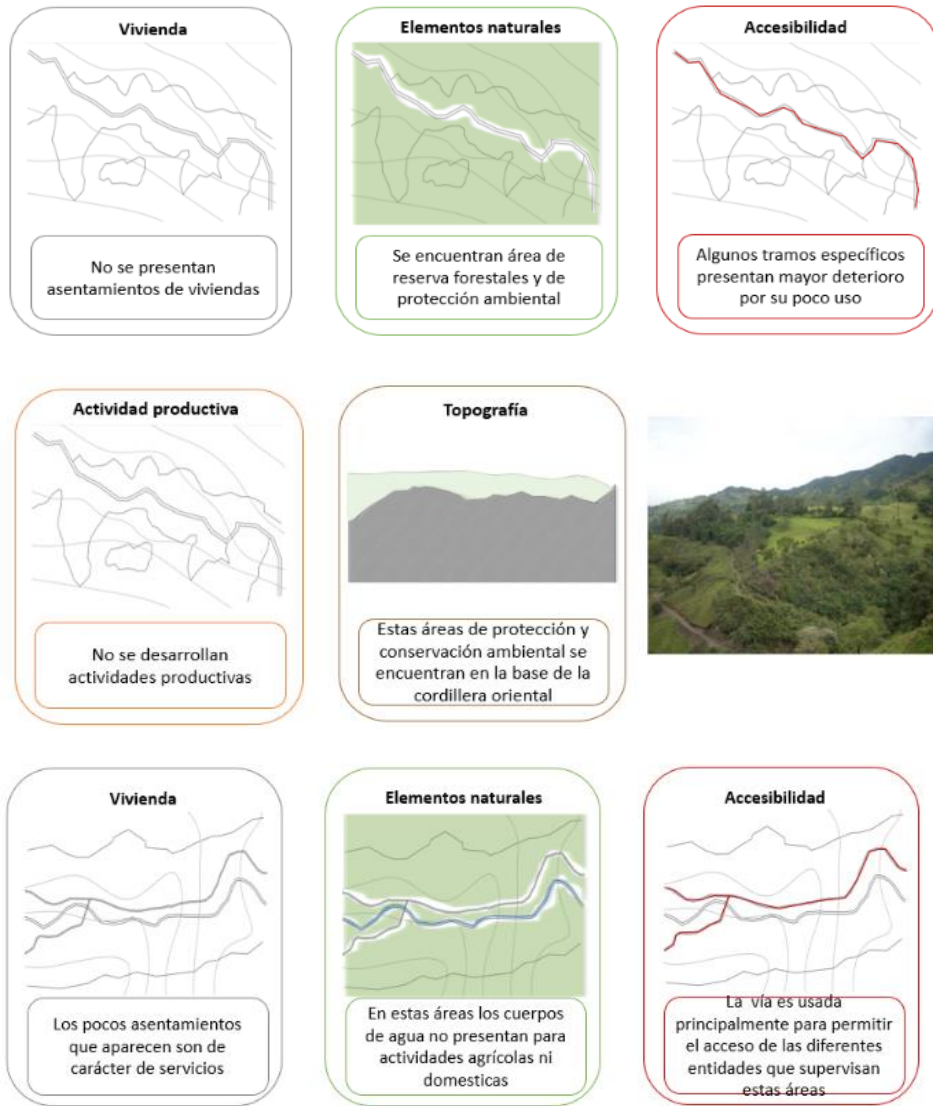 Vivienda
No se presentan
asentamientos de viviendas
Elementos naturales
Se encuentran área de
reserva forestales y de
protección ambiental
Accesibilidad
Algunos tramos específicos
presentan mayor deterioro
por su poco uso
Actividad productiva
No se desarrollan
actividades productivas
Topografía
Estas áreas de protección y
conservación ambiental se
encuentran en la base de la
cordillera oriental
Vivienda
Los pocos asentamientos
que aparecen son de
carácter de servicios
Elementos naturales
En estas áreas los cuerpos
de agua no presentan para
actividades agrícolas ni
domesticas
Accesibilidad
La vía es usada
principalmente para permitir
el acceso de las diferentes
entidades que supervisan
estas áreas